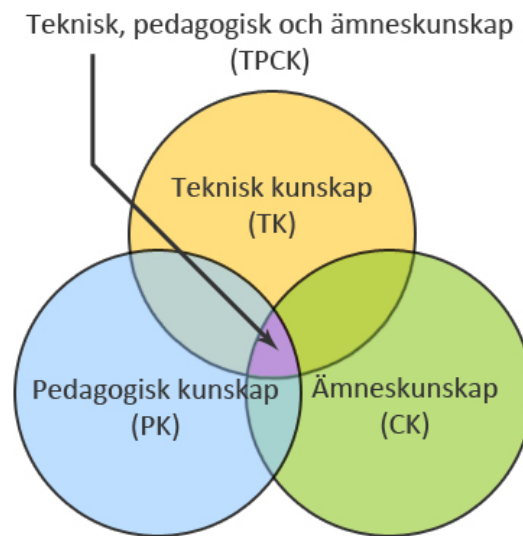 Teknisk, pedagogisk och ämneskunskap
(TPCK)
Teknisk kunskap
(TK)
Pedagogisk kunskap
(PK)
Ämneskunskap
(CK)